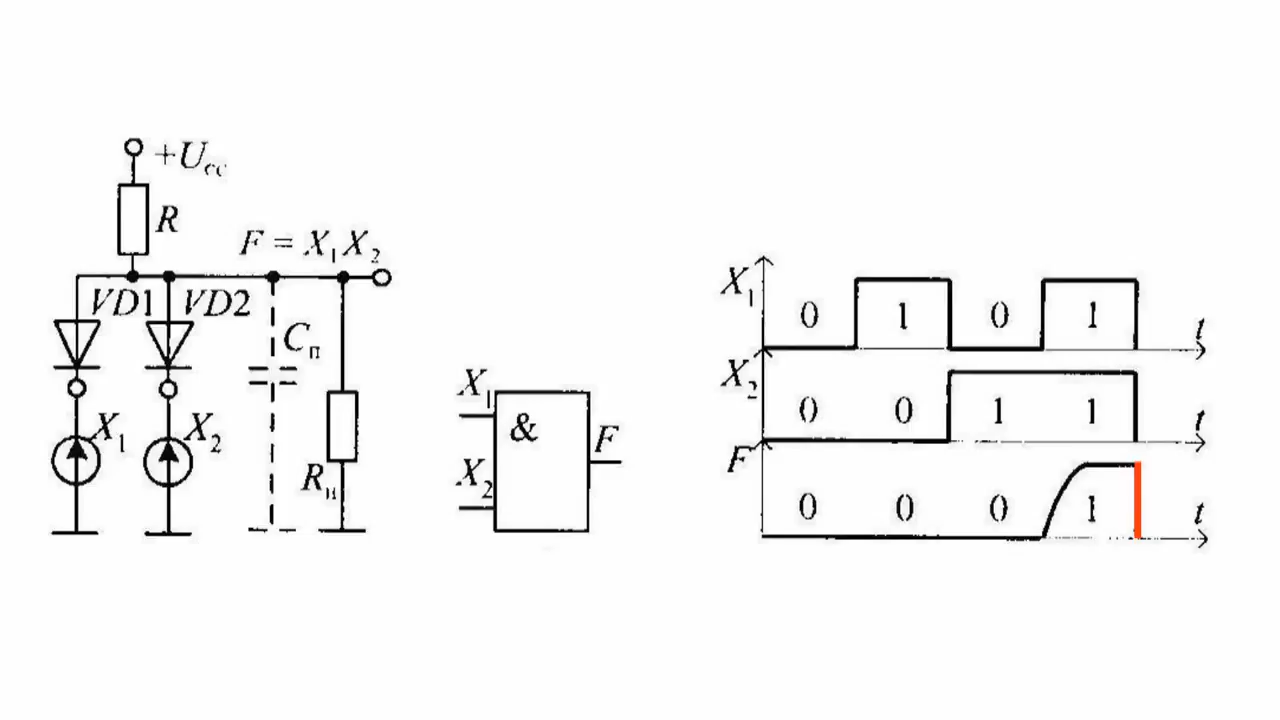 +Ucc
R
F = X₁X₂
VD1 VD2
Cп
X₁ X₂
Rн
X₁
&
F
X₂
X₁
0 1 0 1 t
X₂
0 0 1 1 t
F
0 0 0 1 t